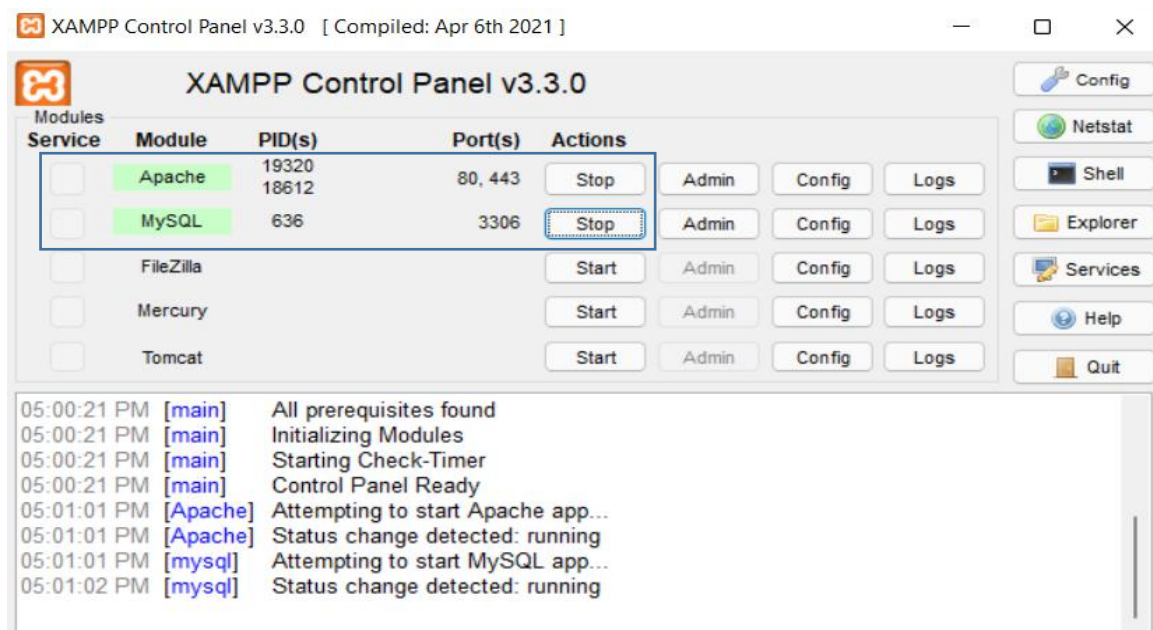 XAMPP Control Panel v3.3.0 [ Compiled: Apr 6th 2021 ]
XAMPP Control Panel v3.3.0
Config
Modules
Netstat
Service Module PID(s) Port(s) Actions
Apache 19320 18612 80, 443 Stop Admin Config Logs
Shell
MySQL 636 3306 Stop Admin Config Logs
Explorer
FileZilla Start Admin Config Logs
Services
Mercury Start Admin Config Logs
Help
Tomcat Start Admin Config Logs
Quit
05:00:21 PM [main] All prerequisites found
05:00:21 PM [main] Initializing Modules
05:00:21 PM [main] Starting Check-Timer
05:00:21 PM [main] Control Panel Ready
05:01:01 PM [Apache] Attempting to start Apache app...
05:01:01 PM [Apache] Status change detected: running
05:01:01 PM [mysql] Attempting to start MySQL app...
05:01:02 PM [mysql] Status change detected: running